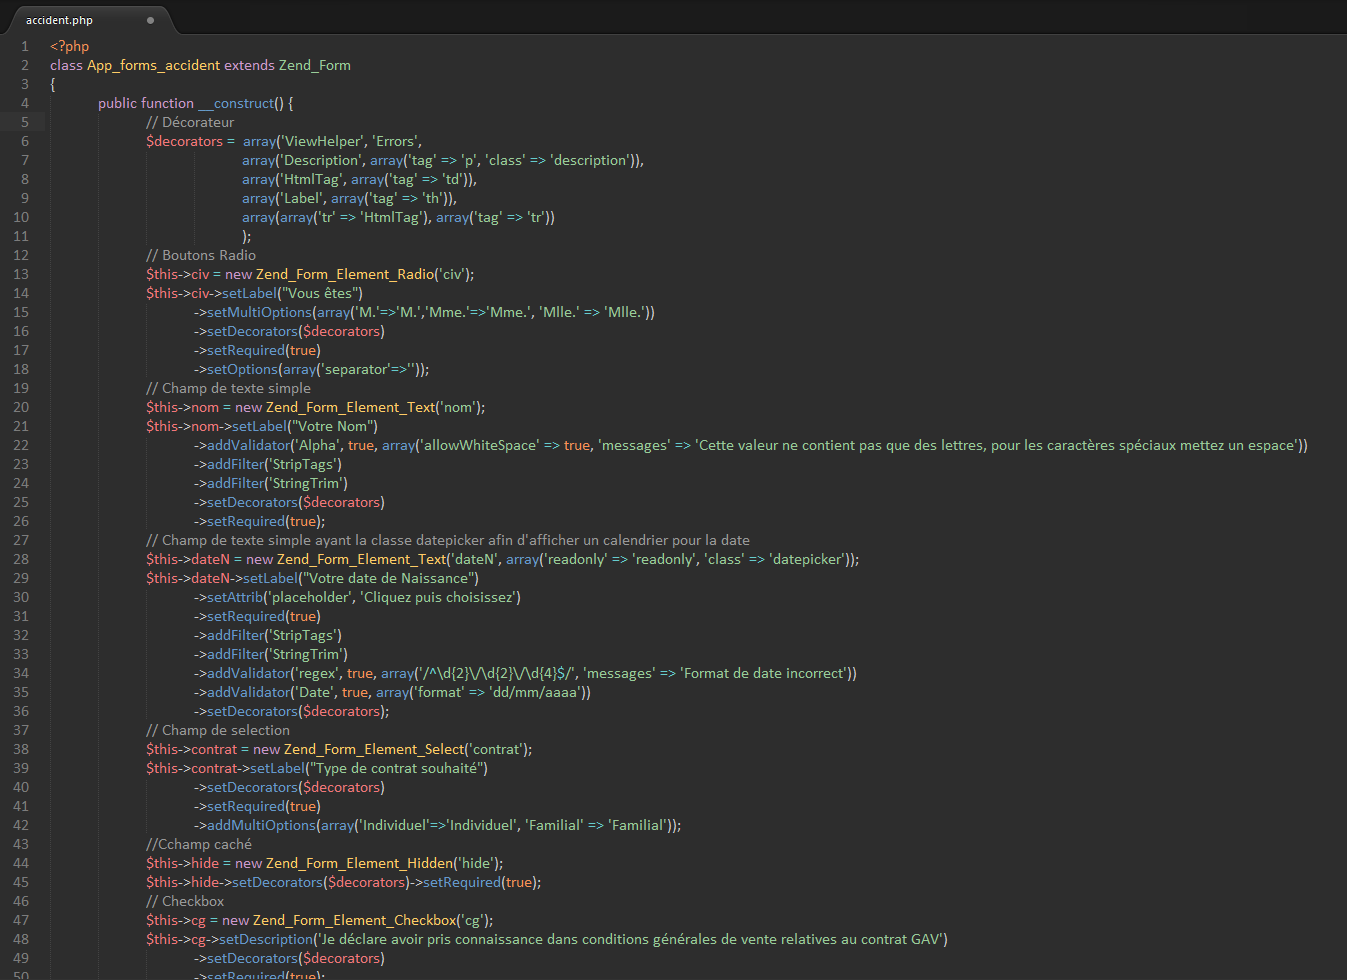 accident.php
1 <?php
2 class App_forms_accident extends Zend_Form
3 {
4 public function __construct() {
5 // Décorateur
6 $decorators = array('ViewHelper', 'Errors',
7 array('Description', array('tag' => 'p', 'class' => 'description')),
8 array('HtmlTag', array('tag' => 'td')),
9 array('Label', array('tag' => 'th')),
10 array(array('tr' => 'HtmlTag'), array('tag' => 'tr'))
11 );
12 // Boutons Radio
13 $this->civ = new Zend_Form_Element_Radio('civ');
14 $this->civ->setLabel("Vous êtes")
15 ->setMultiOptions(array('M.'=>'M.','Mme.'=>'Mme.', 'Mlle.' => 'Mlle.'))
16 ->setDecorators($decorators)
17 ->setRequired(true)
18 ->setOptions(array('separator'=>''));
19 // Champ de texte simple
20 $this->nom = new Zend_Form_Element_Text('nom');
21 $this->nom->setLabel("Votre Nom")
22 ->addValidator('Alpha', true, array('allowWhiteSpace' => true, 'messages' => 'Cette valeur ne contient pas que des lettres, pour les caractères spéciaux mettez un espace'))
23 ->addFilter('StripTags')
24 ->addFilter('StringTrim')
25 ->setDecorators($decorators)
26 ->setRequired(true);
27 // Champ de texte simple ayant la classe datepicker afin d'afficher un calendrier pour la date
28 $this->dateN = new Zend_Form_Element_Text('dateN', array('readonly' => 'readonly', 'class' => 'datepicker'));
29 $this->dateN->setLabel("Votre date de Naissance")
30 ->setAttrib('placeholder', 'Cliquez puis choisissez')
31 ->setRequired(true)
32 ->addFilter('StripTags')
33 ->addFilter('StringTrim')
34 ->addValidator('regex', true, array('/^\d{2}\/\d{2}\/\d{4}$/', 'messages' => 'Format de date incorrect'))
35 ->addValidator('Date', true, array('format' => 'dd/mm/aaaa'))
36 ->setDecorators($decorators);
37 // Champ de selection
38 $this->contrat = new Zend_Form_Element_Select('contrat');
39 $this->contrat->setLabel("Type de contrat souhaité")
40 ->setDecorators($decorators)
41 ->setRequired(true)
42 ->addMultiOptions(array('Individuel'=>'Individuel', 'Familial' => 'Familial'));
43 //Cchamp caché
44 $this->hide = new Zend_Form_Element_Hidden('hide');
45 $this->hide->setDecorators($decorators)->setRequired(true);
46 // Checkbox
47 $this->cg = new Zend_Form_Element_Checkbox('cg');
48 $this->cg->setDescription('Je déclare avoir pris connaissance dans conditions générales de vente relatives au contrat GAV')
49 ->setDecorators($decorators)
50 ->setRequired(true);